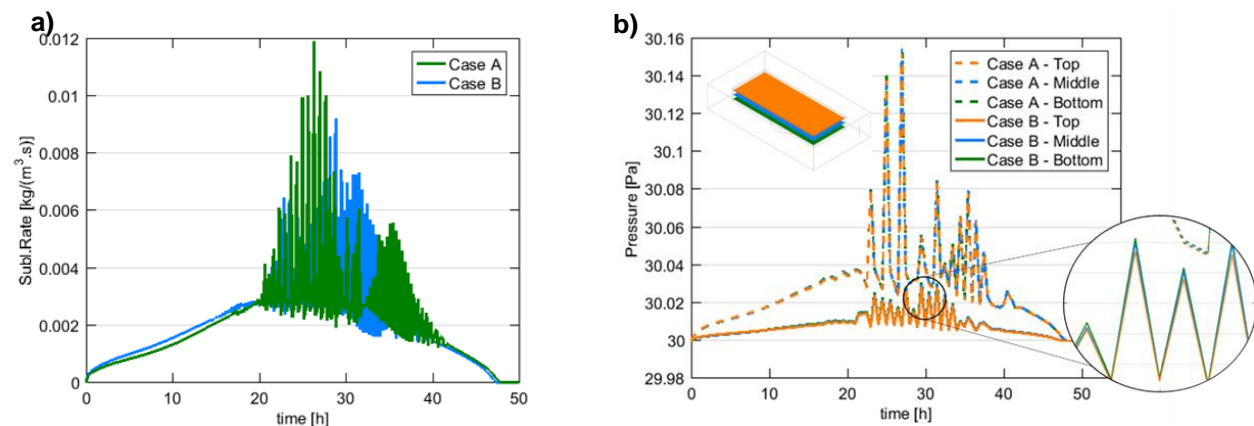 a)
0.012
0.01
0.008
0.006
0.004
0.002
0
Subl.Rate [kg/(m³.s)]
Case A
Case B
0 10 20 30 40 50
time [h]
b)
30.16
30.14
30.12
30.1
30.08
30.06
30.04
30.02
30
29.98
Pressure [Pa]
Case A - Top
Case A - Middle
Case A - Bottom
Case B - Top
Case B - Middle
Case B - Bottom
0 10 20 30 40 50
time [h]